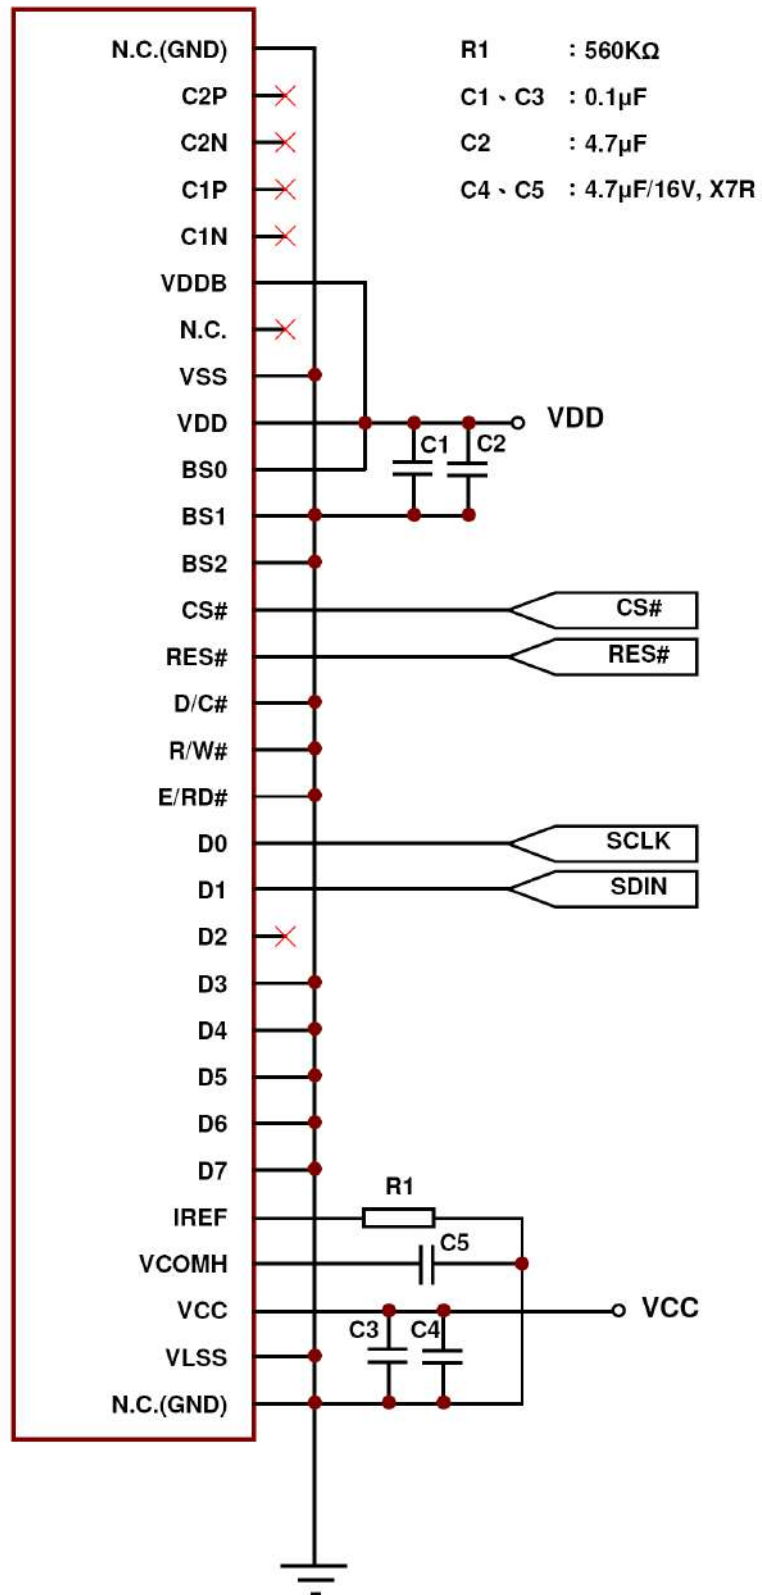 N.C.(GND)
C2P
C2N
C1P
C1N
VDDB
N.C.
VSS
VDD
BS0
BS1
BS2
CS#
RES#
D/C#
R/W#
E/RD#
D0
D1
D2
D3
D4
D5
D6
D7
IREF
VCOMH
VCC
VLSS
N.C.(GND)
R1 : 560KΩ
C1、C3 : 0.1μF
C2 : 4.7μF
C4、C5 : 4.7μF/16V, X7R
VDD
C1 C2
CS#
RES#
SCLK
SDIN
R1
C5
VCC
C3 C4